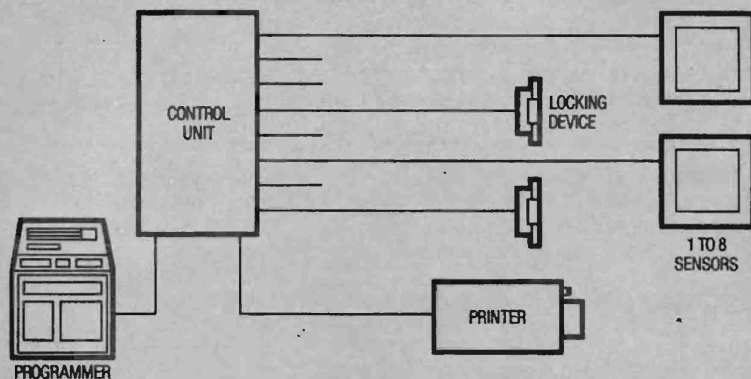 CONTROL
UNIT
LOCKING
DEVICE
1 TO 8
SENSORS
PRINTER
PROGRAMMER